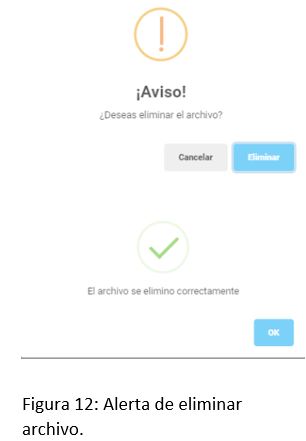 ¡Aviso!
¿Deseas eliminar el archivo?
Cancelar Eliminar
El archivo se elimino correctamente
OK
Figura 12: Alerta de eliminar
archivo.